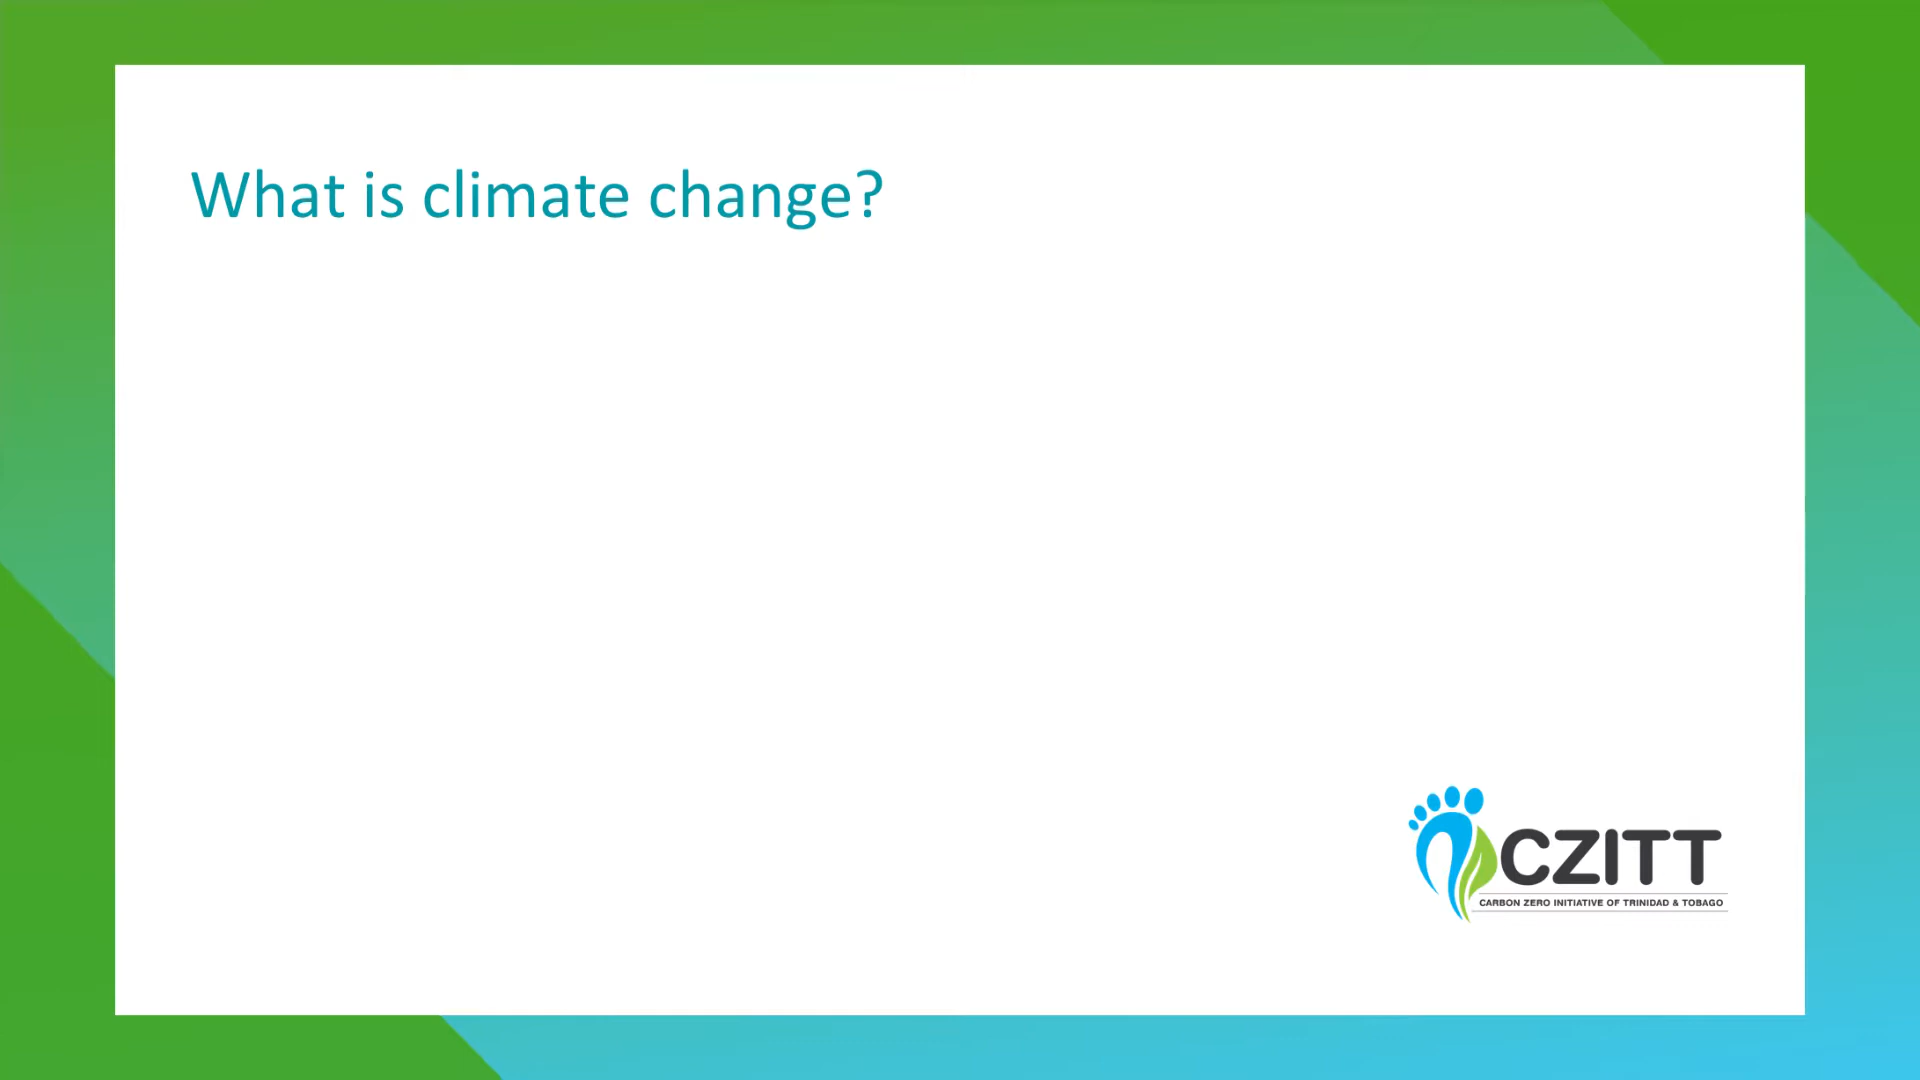 What is climate change?
CZITT
CARBON ZERO INITIATIVE OF TRINIDAD & TOBAGO